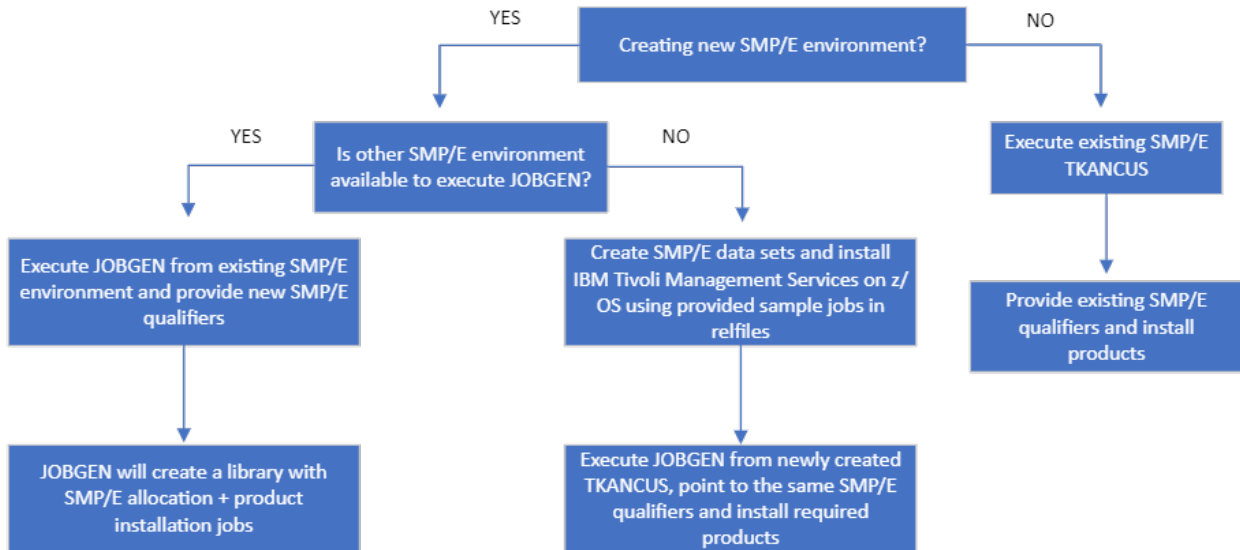 YES
NO
Creating new SMP/E environment?
YES
NO
Is other SMP/E environment
available to execute JOBGEN?
Execute existing SMP/E
TKANCUS
Execute JOBGEN from existing SMP/E
environment and provide new SMP/E
qualifiers
Create SMP/E data sets and install
IBM Tivoli Management Services on z/
OS using provided sample jobs in
relfiles
Provide existing SMP/E
qualifiers and install
products
JOBGEN will create a library with
SMP/E allocation + product
installation jobs
Execute JOBGEN from newly created
TKANCUS, point to the same SMP/E
qualifiers and install required
products